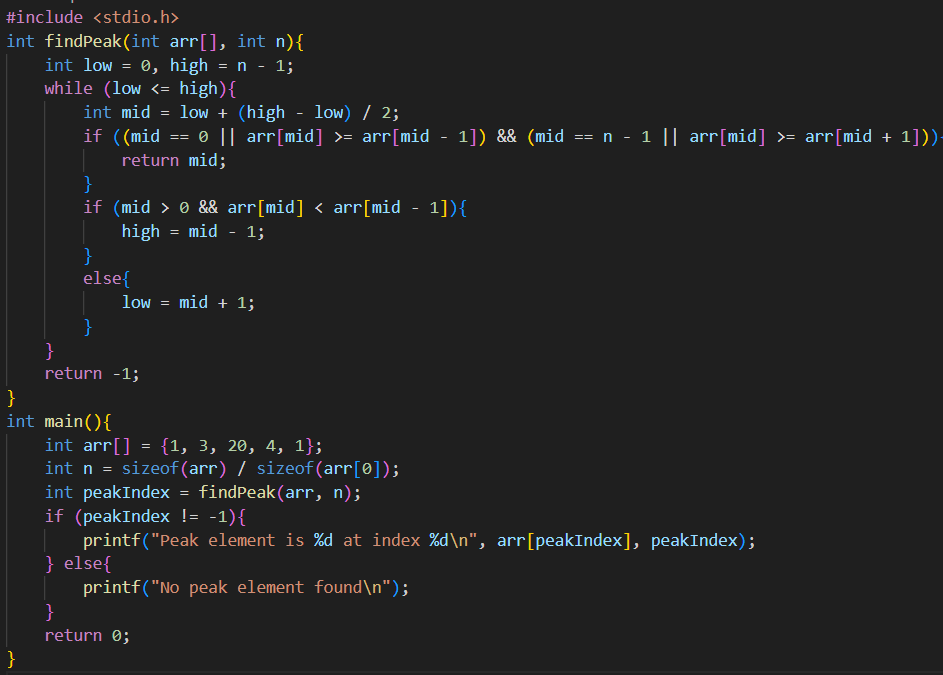 #include <stdio.h>
int findPeak(int arr[], int n){
    int low = 0, high = n - 1;
    while (low <= high){
        int mid = low + (high - low) / 2;
        if ((mid == 0 || arr[mid] >= arr[mid - 1]) && (mid == n - 1 || arr[mid] >= arr[mid + 1])){
            return mid;
        }
        if (mid > 0 && arr[mid] < arr[mid - 1]){
            high = mid - 1;
        }
        else{
            low = mid + 1;
        }
    }
    return -1;
}
int main(){
    int arr[] = {1, 3, 20, 4, 1};
    int n = sizeof(arr) / sizeof(arr[0]);
    int peakIndex = findPeak(arr, n);
    if (peakIndex != -1){
        printf("Peak element is %d at index %d\n", arr[peakIndex], peakIndex);
    } else{
        printf("No peak element found\n");
    }
    return 0;
}